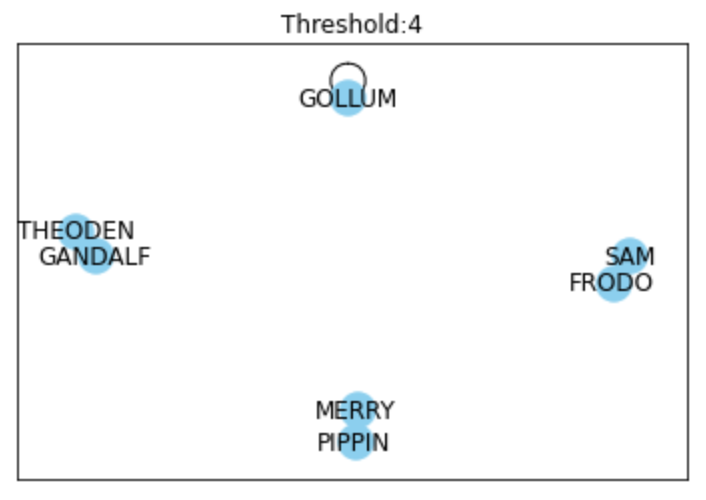 Threshold:4
GOLLUM
THEODEN
GANDALF
SAM
FRODO
MERRY
PIPPIN